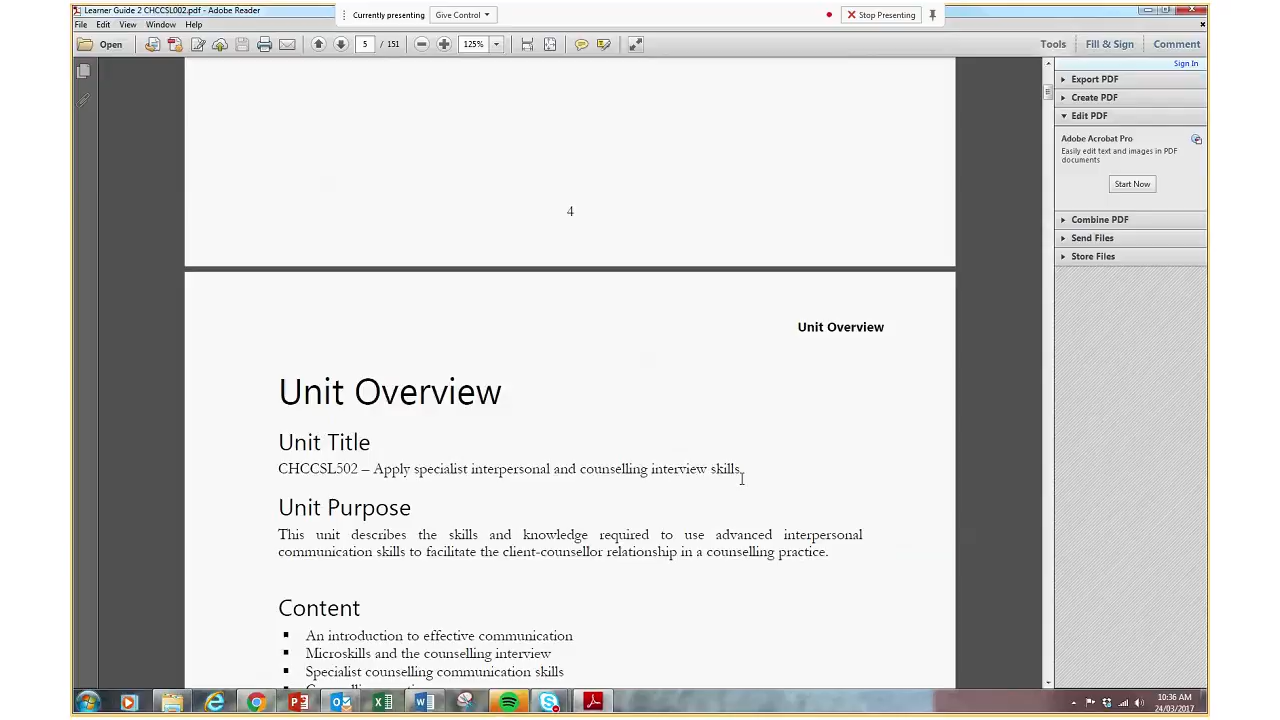 Learner Guide 2 CHCCSL002.pdf - Adobe Reader
Currently presenting Give Control Stop Presenting
File Edit View Window Help
Open 5 / 151 125% Tools Fill & Sign Comment
Sign In
Export PDF
Create PDF
Edit PDF
Adobe Acrobat Pro
Easily edit text and images in PDF
documents
Start Now
Combine PDF
Send Files
Store Files
4
Unit Overview
Unit Overview
Unit Title
CHCCSL502 – Apply specialist interpersonal and counselling interview skills.
Unit Purpose
This unit describes the skills and knowledge required to use advanced interpersonal
communication skills to facilitate the client-counsellor relationship in a counselling practice.
Content
▪ An introduction to effective communication
▪ Microskills and the counselling interview
▪ Specialist counselling communication skills
10:36 AM
24/03/2017